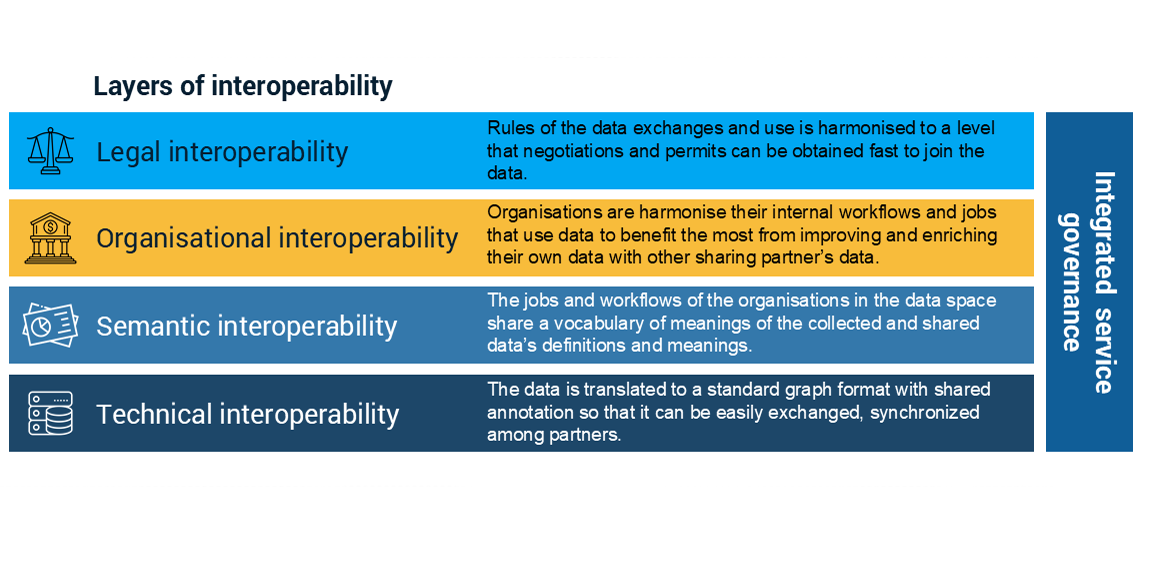 Layers of interoperability
Legal interoperability
Rules of the data exchanges and use is harmonised to a level
that negotiations and permits can be obtained fast to join the
data.
Organisational interoperability
Organisations are harmonise their internal workflows and jobs
that use data to benefit the most from improving and enriching
their own data with other sharing partner's data.
Semantic interoperability
The jobs and workflows of the organisations in the data space
share a vocabulary of meanings of the collected and shared
data's definitions and meanings.
Technical interoperability
The data is translated to a standard graph format with shared
annotation so that it can be easily exchanged, synchronized
among partners.
Integrated service
governance